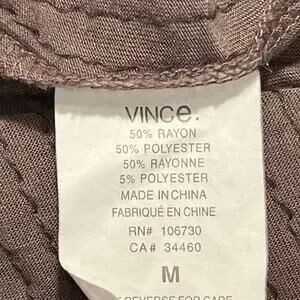 VINCe.
50% RAYON
50% POLYESTER
50% RAYONNE
5% POLYESTER
MADE IN CHINA
FABRIQUÉ EN CHINE
RN# 106730
CA# 34460
M
REVERSE FOR CARE